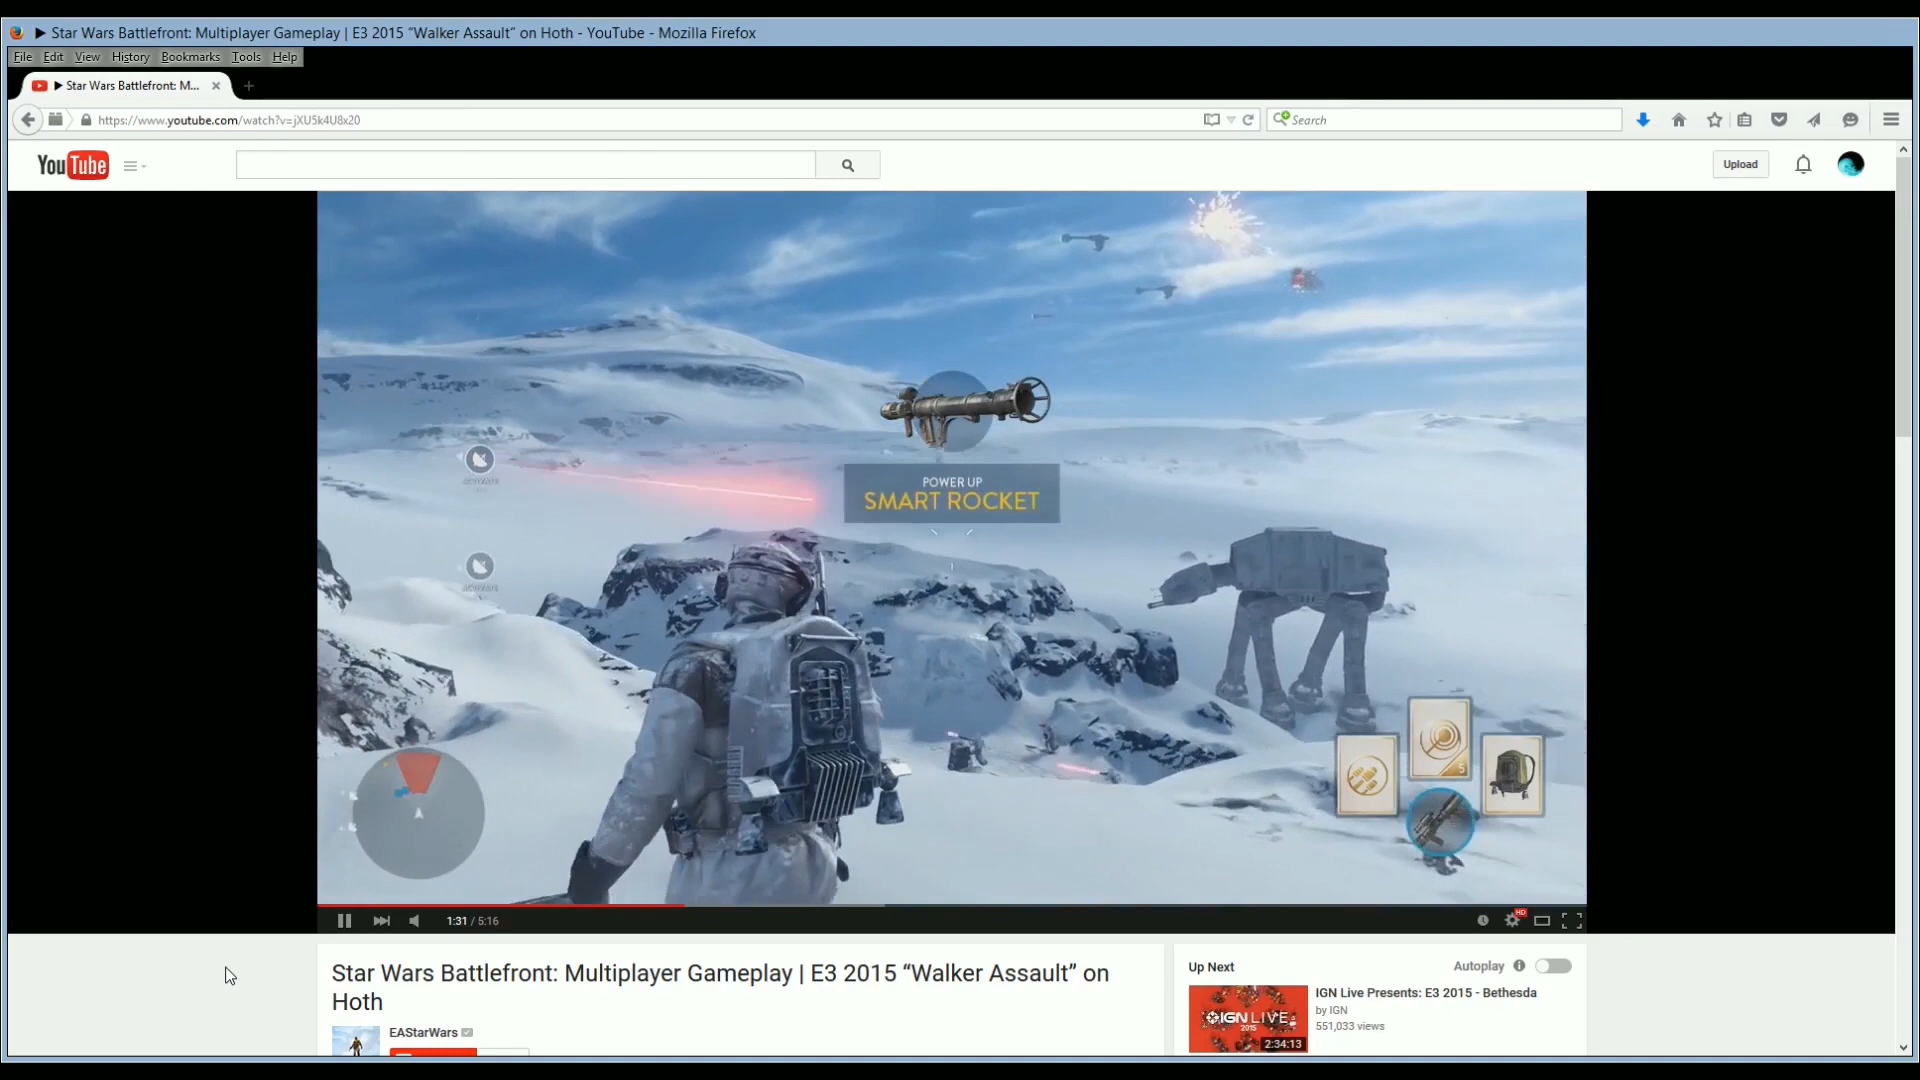 ▶ Star Wars Battlefront: Multiplayer Gameplay | E3 2015 “Walker Assault” on Hoth - YouTube - Mozilla Firefox
File Edit View History Bookmarks Tools Help
▶ Star Wars Battlefront: M...
https://www.youtube.com/watch?v=jXU5k4U8x20
Search
YouTube
Upload
POWER UP
SMART ROCKET
5
1:31 / 5:16
HD
Star Wars Battlefront: Multiplayer Gameplay | E3 2015 “Walker Assault” on
Hoth
EAStarWars
Up Next
Autoplay
IGN LIVE
2015
2:34:13
IGN Live Presents: E3 2015 - Bethesda
by IGN
551,033 views